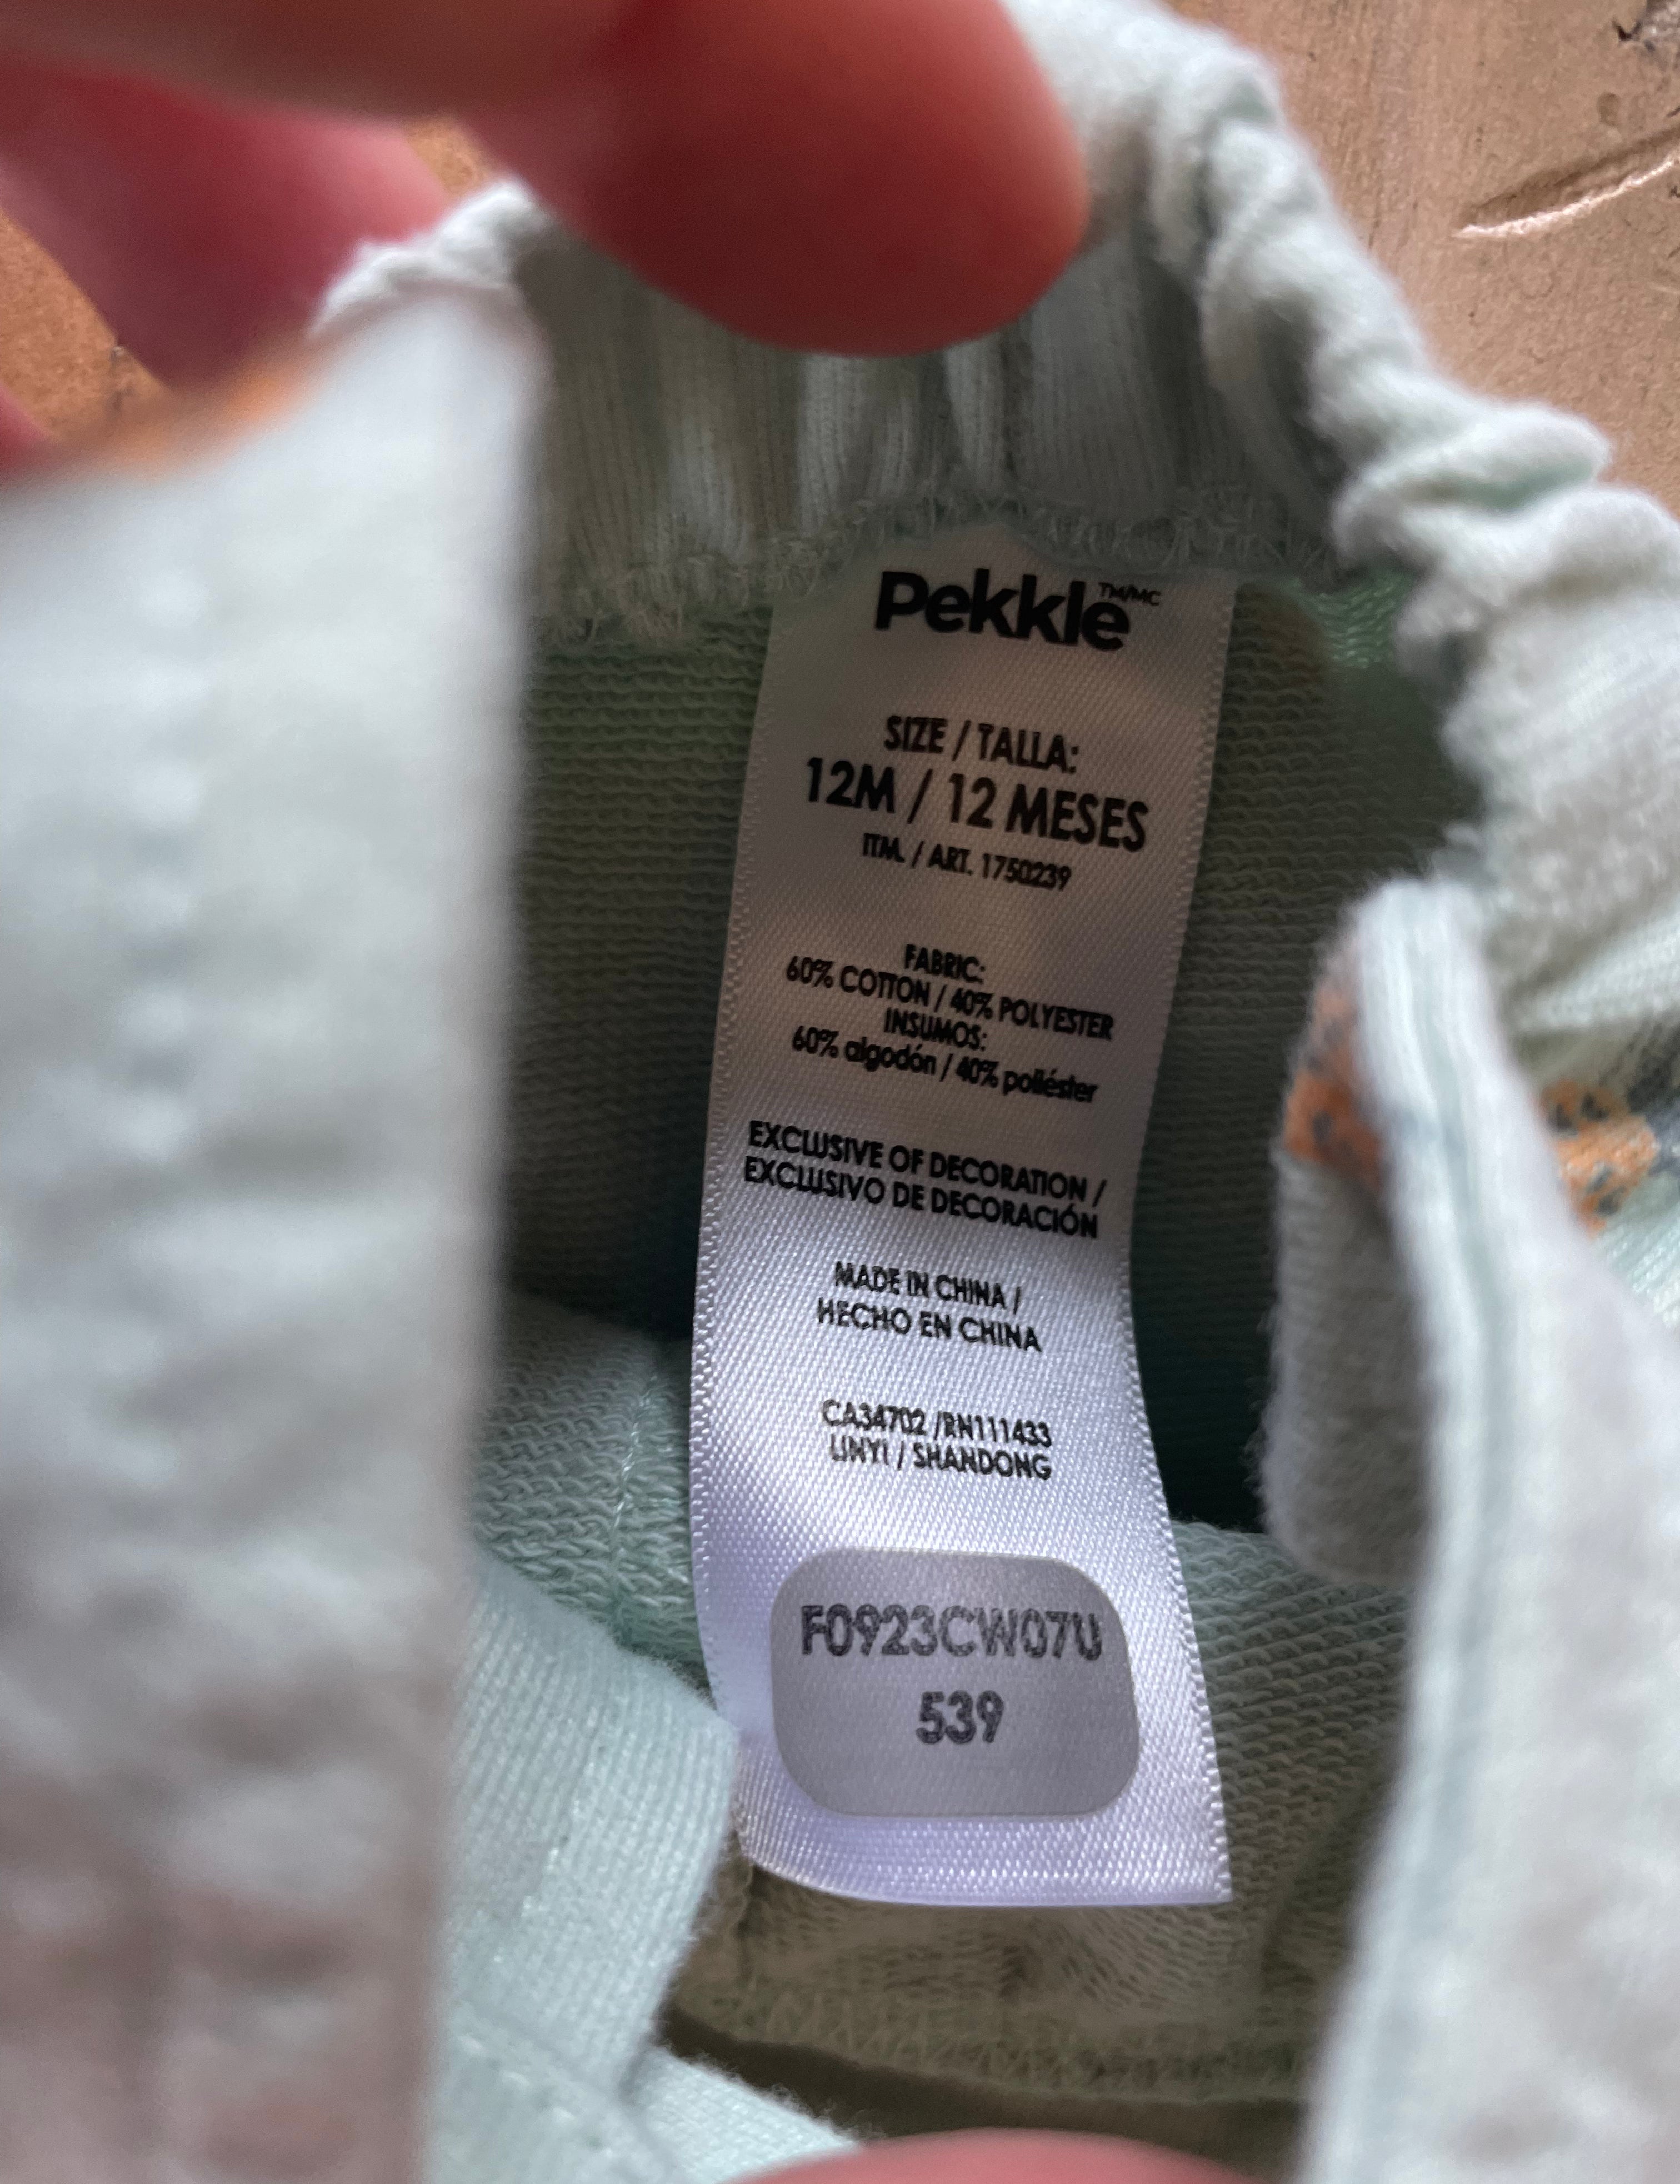 Pekkle TM/MC
SIZE / TALLA:
12M / 12 MESES
ITM. / ART. 1750239
FABRIC:
60% COTTON / 40% POLYESTER
INSUMOS:
60% algodón / 40% poliéster
EXCLUSIVE OF DECORATION /
EXCLUSIVO DE DECORACIÓN
MADE IN CHINA /
HECHO EN CHINA
CA34702 /RN111433
LINYI / SHANDONG
F0923CW07U
539